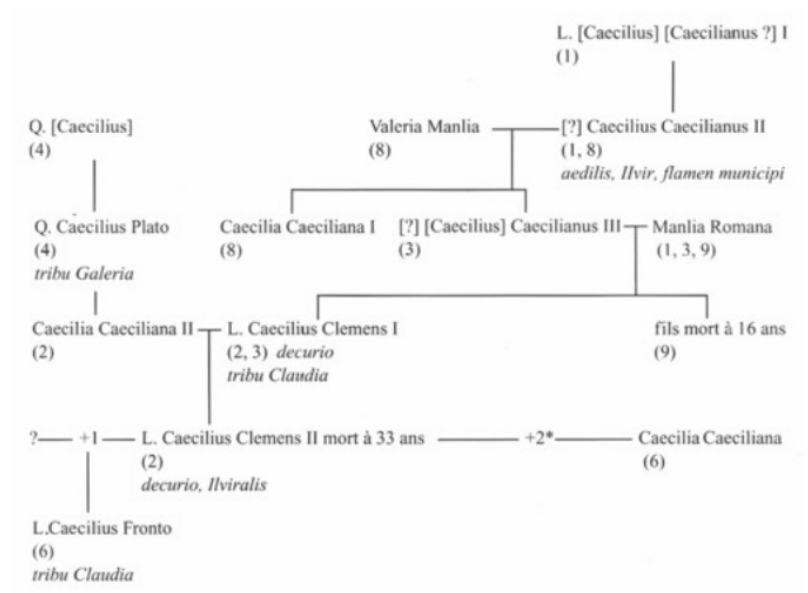 L. [Caecilius] [Caecilianus ?] I
(1)
Q. [Caecilius]
(4)
Valeria Manlia
(8)
[?] Caecilius Caecilianus II
(1, 8)
aedilis, IIvir, flamen municipi
Q. Caecilius Plato
(4)
tribu Galeria
Caecilia Caeciliana I
(8)
[?] [Caecilius] Caecilianus III
(3)
Manlia Romana
(1, 3, 9)
Caecilia Caeciliana II
(2)
L. Caecilius Clemens I
(2, 3) decurio
tribu Claudia
fils mort à 16 ans
(9)
? +1 L. Caecilius Clemens II mort à 33 ans +2* Caecilia Caeciliana
(2)
decurio, IIviralis
(6)
L.Caecilius Fronto
(6)
tribu Claudia